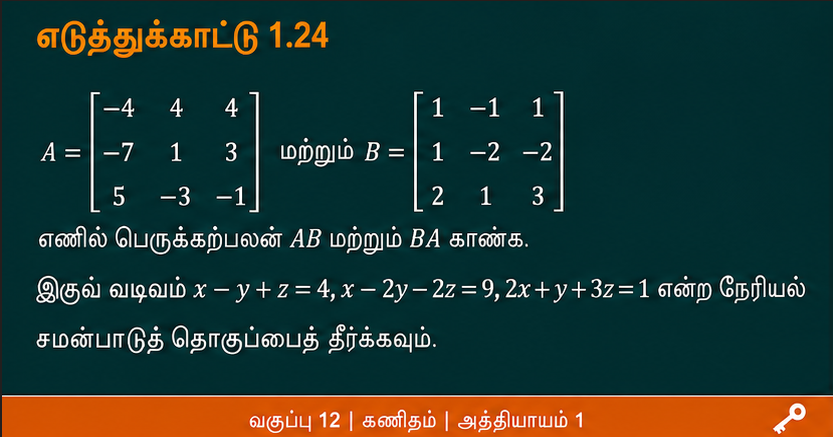 எடுத்துக்காட்டு 1.24
A = [−4 4 4; −7 1 3; 5 −3 −1] மற்றும் B = [1 −1 1; 1 −2 −2; 2 1 3]
எணில் பெருக்கற்பலன் AB மற்றும் BA காண்க.
இகுவ் வடிவம் x − y + z = 4, x − 2y − 2z = 9, 2x + y + 3z = 1 என்ற நேரியல்
சமன்பாடுத் தொகுப்பைத் தீர்க்கவும்.
வகுப்பு 12 | கணிதம் | அத்தியாயம் 1